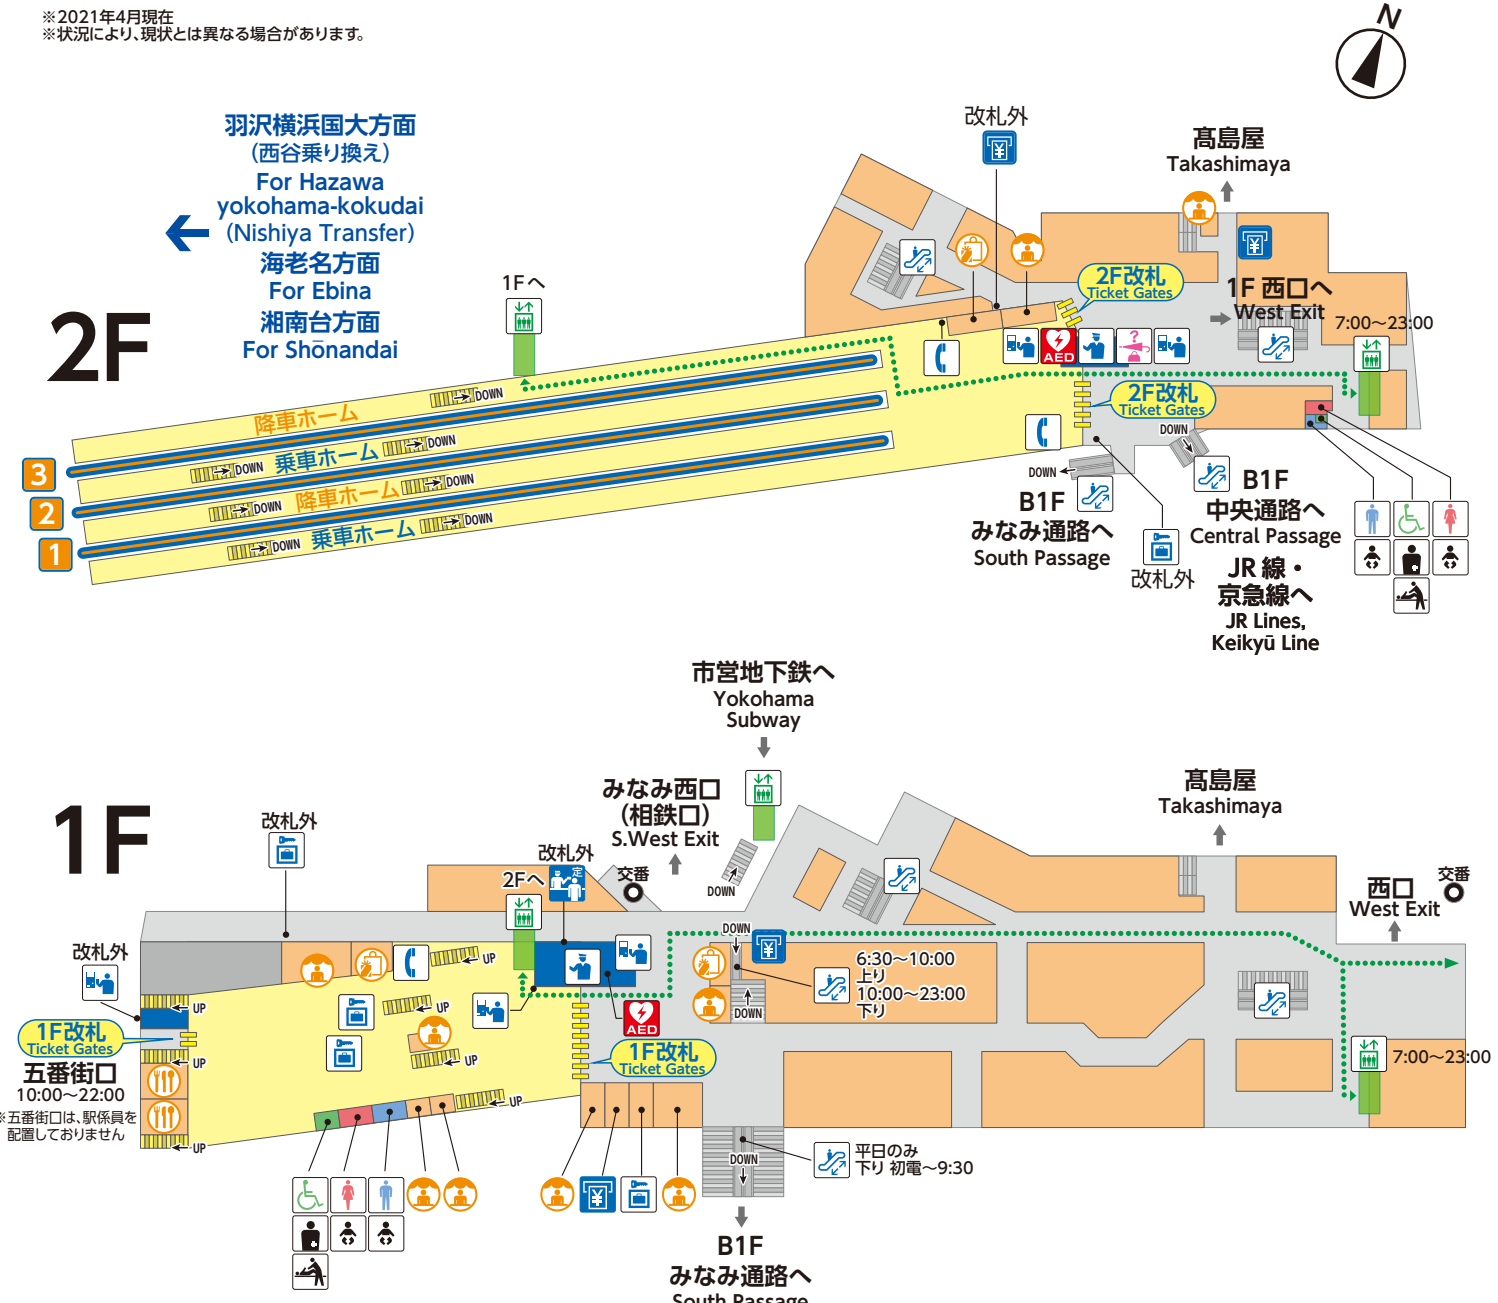 ※2021年4月現在
※状況により、現状とは異なる場合があります。
N
羽沢横浜国大方面
(西谷乗り換え)
For Hazawa
yokohama-kokudai
(Nishiya Transfer)
海老名方面
For Ebina
湘南台方面
For Shōnandai
2F
1Fへ
改札外
髙島屋
Takashimaya
2F改札
Ticket Gates
1F 西口へ
West Exit
7:00〜23:00
AED
?
2F改札
Ticket Gates
降車ホーム
DOWN
乗車ホーム
DOWN
DOWN
降車ホーム
DOWN
DOWN
乗車ホーム
DOWN
DOWN
3
2
1
DOWN
DOWN
B1F
みなみ通路へ
South Passage
改札外
B1F
中央通路へ
Central Passage
JR 線・
京急線へ
JR Lines,
Keikyū Line
市営地下鉄へ
Yokohama
Subway
1F
改札外
みなみ西口
(相鉄口)
S.West Exit
改札外
定
交番
DOWN
髙島屋
Takashimaya
西口
West Exit
交番
2Fへ
改札外
UP
UP
UP
UP
UP
UP
UP
1F改札
Ticket Gates
五番街口
10:00〜22:00
※五番街口は、駅係員を
配置しておりません
AED
1F改札
Ticket Gates
DOWN
DOWN
6:30〜10:00
上り
10:00〜23:00
下り
7:00〜23:00
DOWN
平日のみ
下り 初電〜9:30
B1F
みなみ通路へ
South Passage